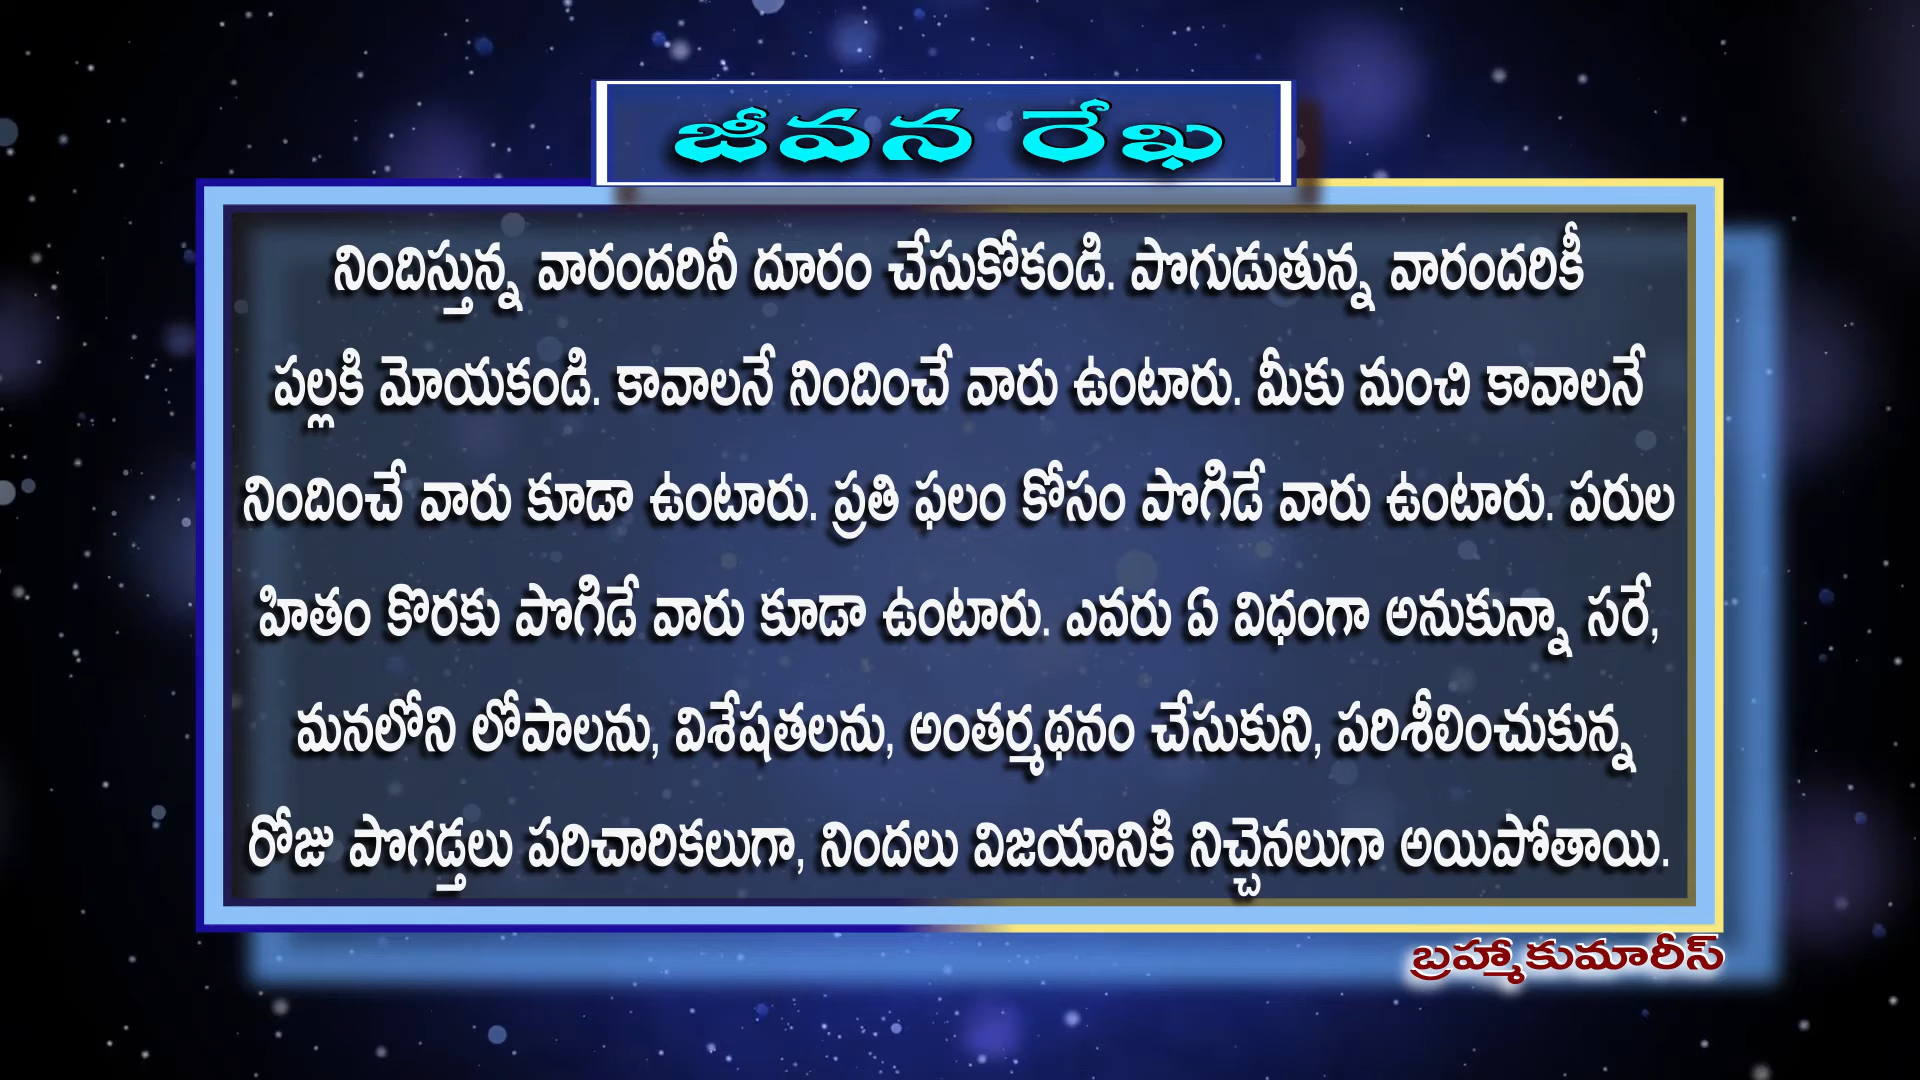 జీవన రేఖ
నిందిస్తున్న వారందరినీ దూరం చేసుకోకండి. పొగుడుతున్న వారందరికీ
పల్లకి మోయకండి. కావాలనే నిందించే వారు ఉంటారు. మీకు మంచి కావాలనే
నిందించే వారు కూడా ఉంటారు. ప్రతి ఫలం కోసం పొగిడే వారు ఉంటారు. పరుల
హితం కొరకు పొగిడే వారు కూడా ఉంటారు. ఎవరు ఏ విధంగా అనుకున్నా సరే,
మనలోని లోపాలను, విశేషతలను, అంతర్మథనం చేసుకుని, పరిశీలించుకున్న
రోజు పొగడ్తలు పరిచారికలుగా, నిందలు విజయానికి నిచ్చెనలుగా అయిపోతాయి.
బ్రహ్మాకుమారీస్